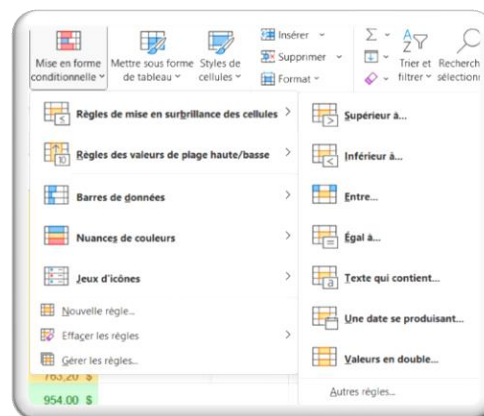 Mise en forme conditionnelle
Mettre sous forme de tableau
Styles de cellules
Insérer
Supprimer
Format
Trier et filtrer
Recherch
sélectionn
Règles de mise en surbrillance des cellules
Règles des valeurs de plage haute/basse
Barres de données
Nuances de couleurs
Jeux d'icônes
Nouvelle règle...
Effacer les règles
Gérer les règles...
Supérieur à...
Inférieur à...
Entre...
Égal à...
Texte qui contient...
Une date se produisant...
Valeurs en double...
Autres règles...
763,20 $
954.00 $